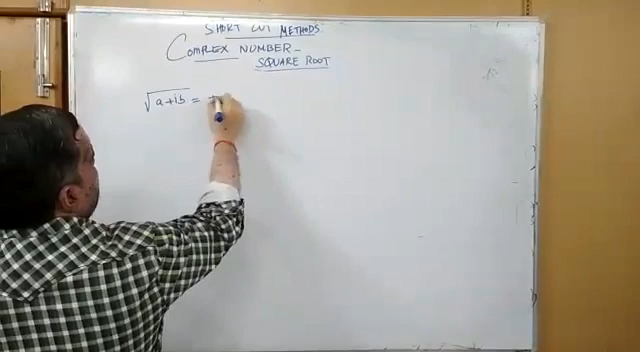 SHORT CUT METHODS
COMPLEX NUMBER-
SQUARE ROOT
√a+ib =